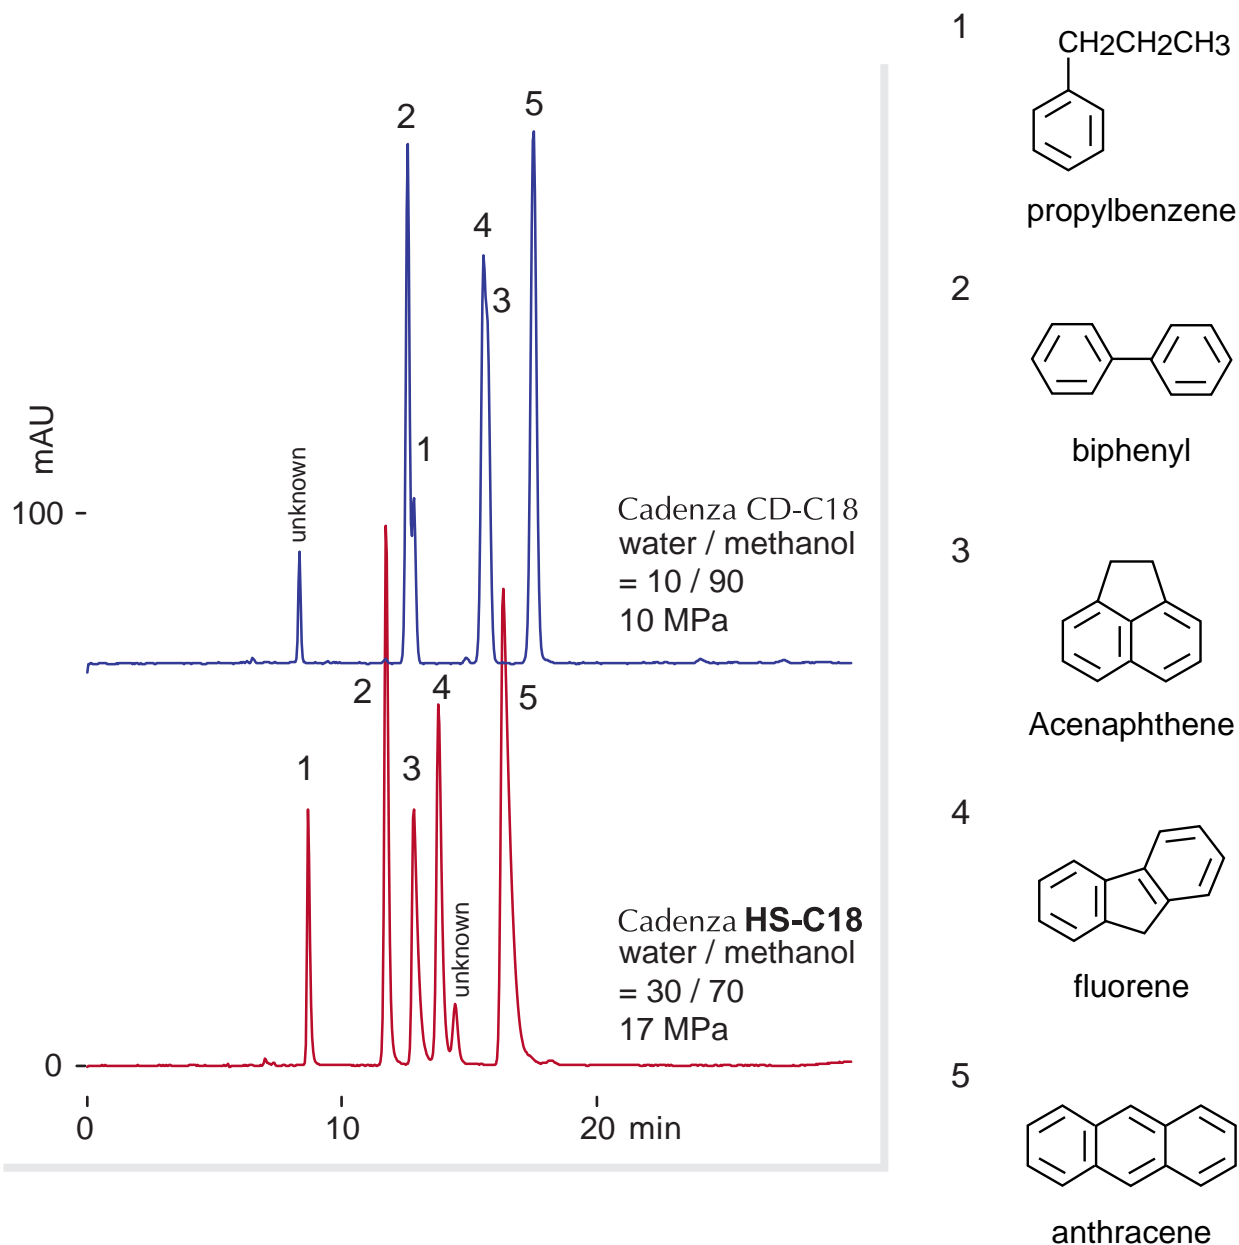 2
5
4
3
1
unknown
mAU
100
Cadenza CD-C18
water / methanol
= 10 / 90
10 MPa
2
4
5
1
3
unknown
Cadenza HS-C18
water / methanol
= 30 / 70
17 MPa
0
0
10
20 min
1
CH2CH2CH3
propylbenzene
2
biphenyl
3
Acenaphthene
4
fluorene
5
anthracene